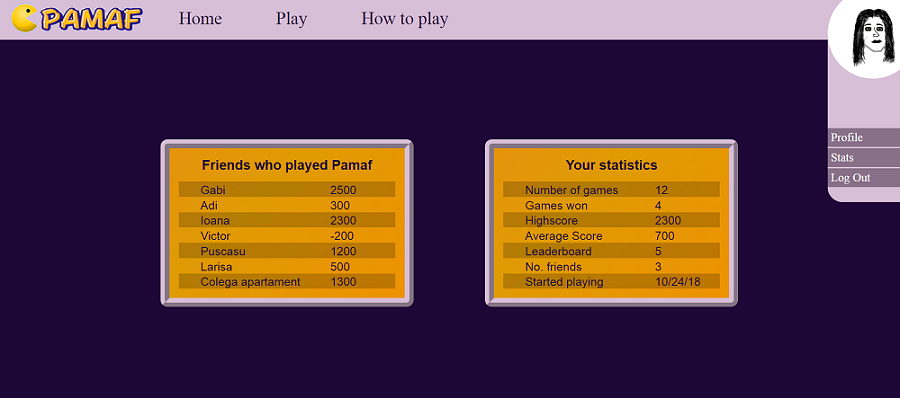 PAMAF Home Play How to play
Profile
Stats
Log Out
Friends who played Pamaf
Gabi 2500
Adi 300
Ioana 2300
Victor -200
Puscasu 1200
Larisa 500
Colega apartament 1300
Your statistics
Number of games 12
Games won 4
Highscore 2300
Average Score 700
Leaderboard 5
No. friends 3
Started playing 10/24/18